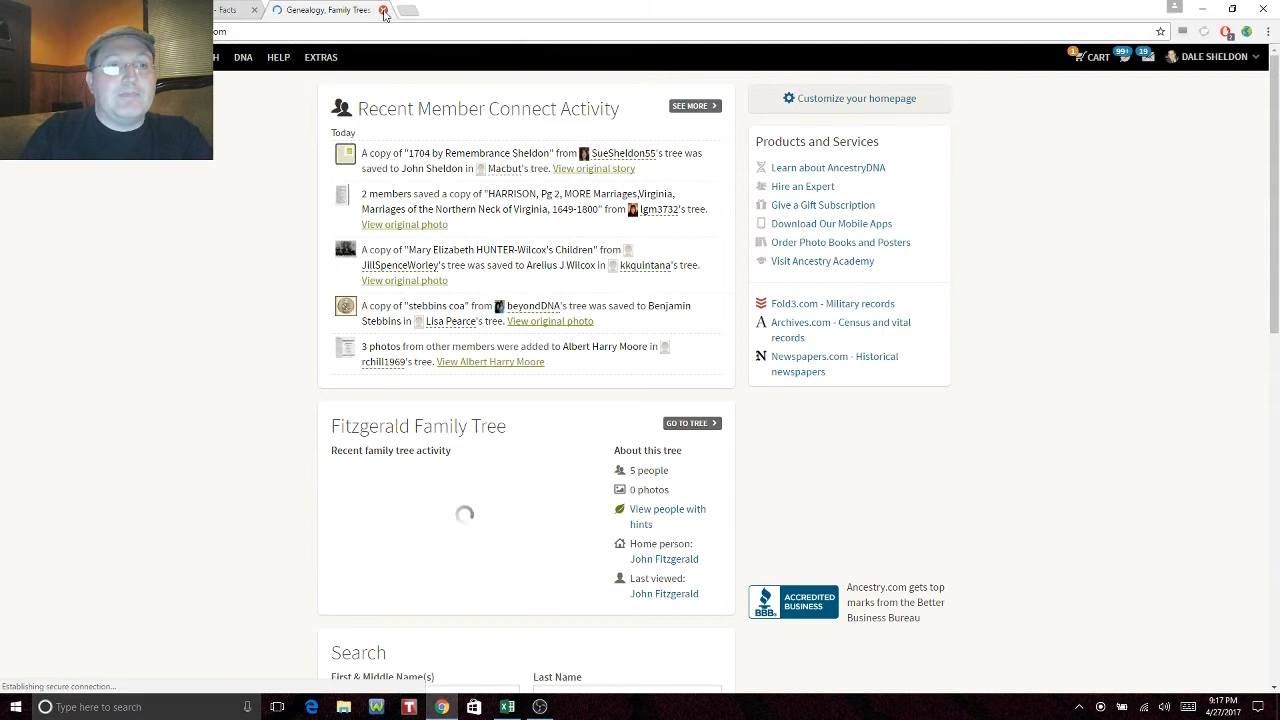 - Facts
Genealogy, Family Trees
om
H DNA HELP EXTRAS
1 CART 99+ 19 DALE SHELDON
Recent Member Connect Activity
SEE MORE >
Today
A copy of "1704 by Remembrance Sheldon" from SueSheldon55's tree was
saved to John Sheldon in Macbut's tree. View original story
2 members saved a copy of "HARRISON, Pg 2, MORE Marriages,Virginia,
Marriages of the Northern Neck of Virginia, 1649-1800" from lgm3732's tree.
View original photo
A copy of "Mary Elizabeth HUNTER-Wilcox's Children" from
JillSpenceWorley's tree was saved to Arelius J Wilcox in kkquintana's tree.
View original photo
A copy of "stebbins coa" from beyondDNA's tree was saved to Benjamin
Stebbins in Lisa Pearce's tree. View original photo
3 photos from other members were added to Albert Harry Moore in
rchill1969's tree. View Albert Harry Moore
Customize your homepage
Products and Services
Learn about AncestryDNA
Hire an Expert
Give a Gift Subscription
Download Our Mobile Apps
Order Photo Books and Posters
Visit Ancestry Academy
Fold3.com - Military records
Archives.com - Census and vital
records
Newspapers.com - Historical
newspapers
Fitzgerald Family Tree
GO TO TREE >
Recent family tree activity
About this tree
5 people
0 photos
View people with
hints
Home person:
John Fitzgerald
Last viewed:
John Fitzgerald
BBB
ACCREDITED
BUSINESS
Ancestry.com gets top
marks from the Better
Business Bureau
Search
First & Middle Name(s)
Last Name
Establishing secure connection...
Type here to search
9:17 PM
4/27/2017